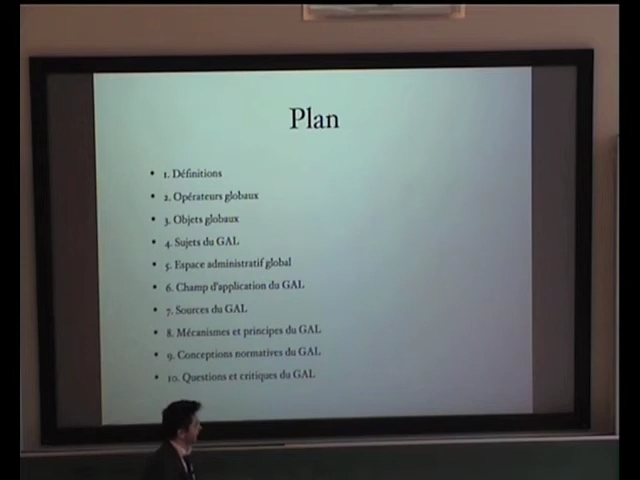 Plan
• 1. Définitions
• 2. Opérateurs globaux
• 3. Objets globaux
• 4. Sujets du GAL
• 5. Espace administratif global
• 6. Champ d'application du GAL
• 7. Sources du GAL
• 8. Mécanismes et principes du GAL
• 9. Conceptions normatives du GAL
• 10. Questions et critiques du GAL